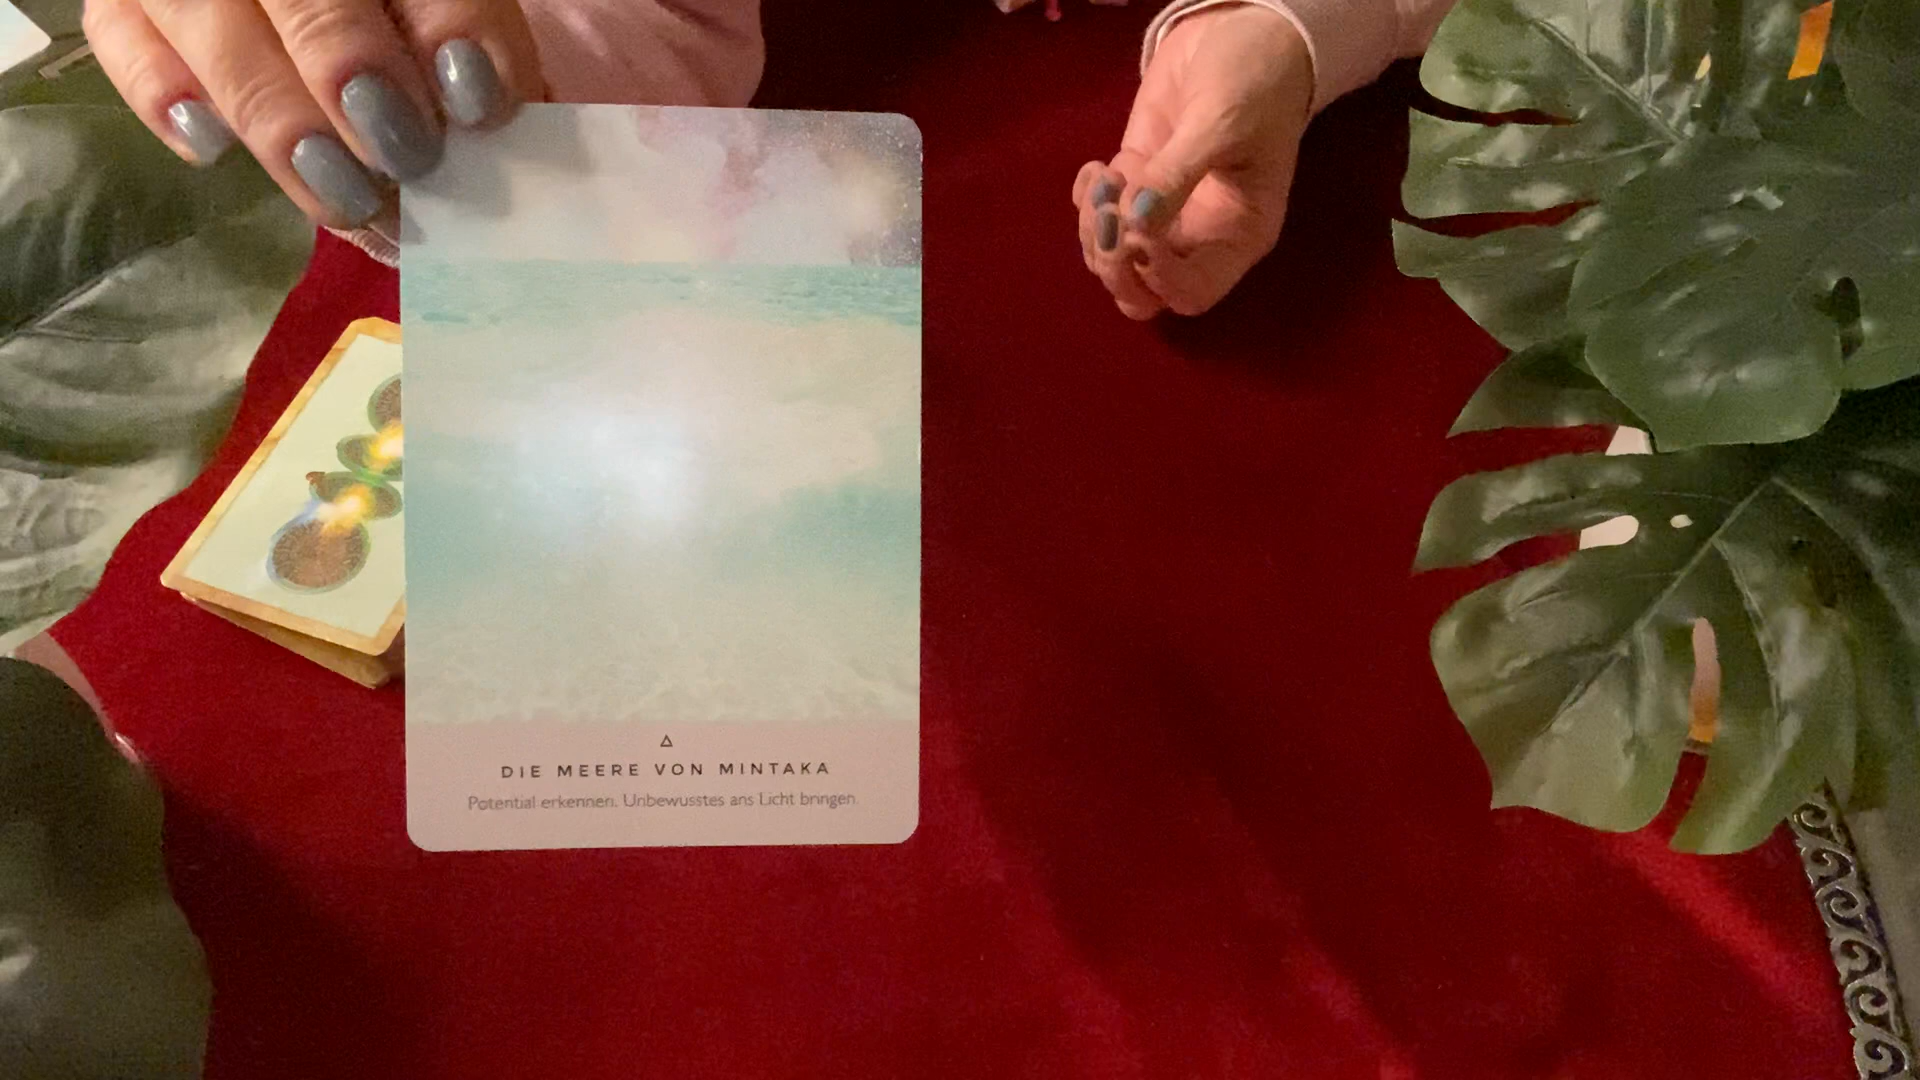 DIE MEERE VON MINTAKA
Potential erkennen. Unbewusstes ans Licht bringen.